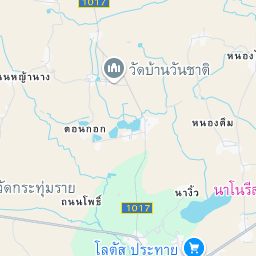 1017
หนองใ
วัดบ้านวันชาติ
นนหญ้านาง
ดอนกอก
หนองตึม
วัดกระทุ่มราย
นางิ้ว
นาโนรีส
ถนนโพธิ์
1017
โลตัส ประทาย